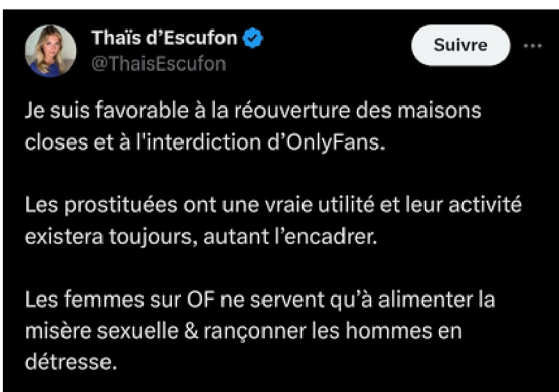 Thaïs d’Escufon
@ThaisEscufon
Suivre
Je suis favorable à la réouverture des maisons
closes et à l'interdiction d’OnlyFans.
Les prostituées ont une vraie utilité et leur activité
existera toujours, autant l’encadrer.
Les femmes sur OF ne servent qu’à alimenter la
misère sexuelle & rançonner les hommes en
détresse.